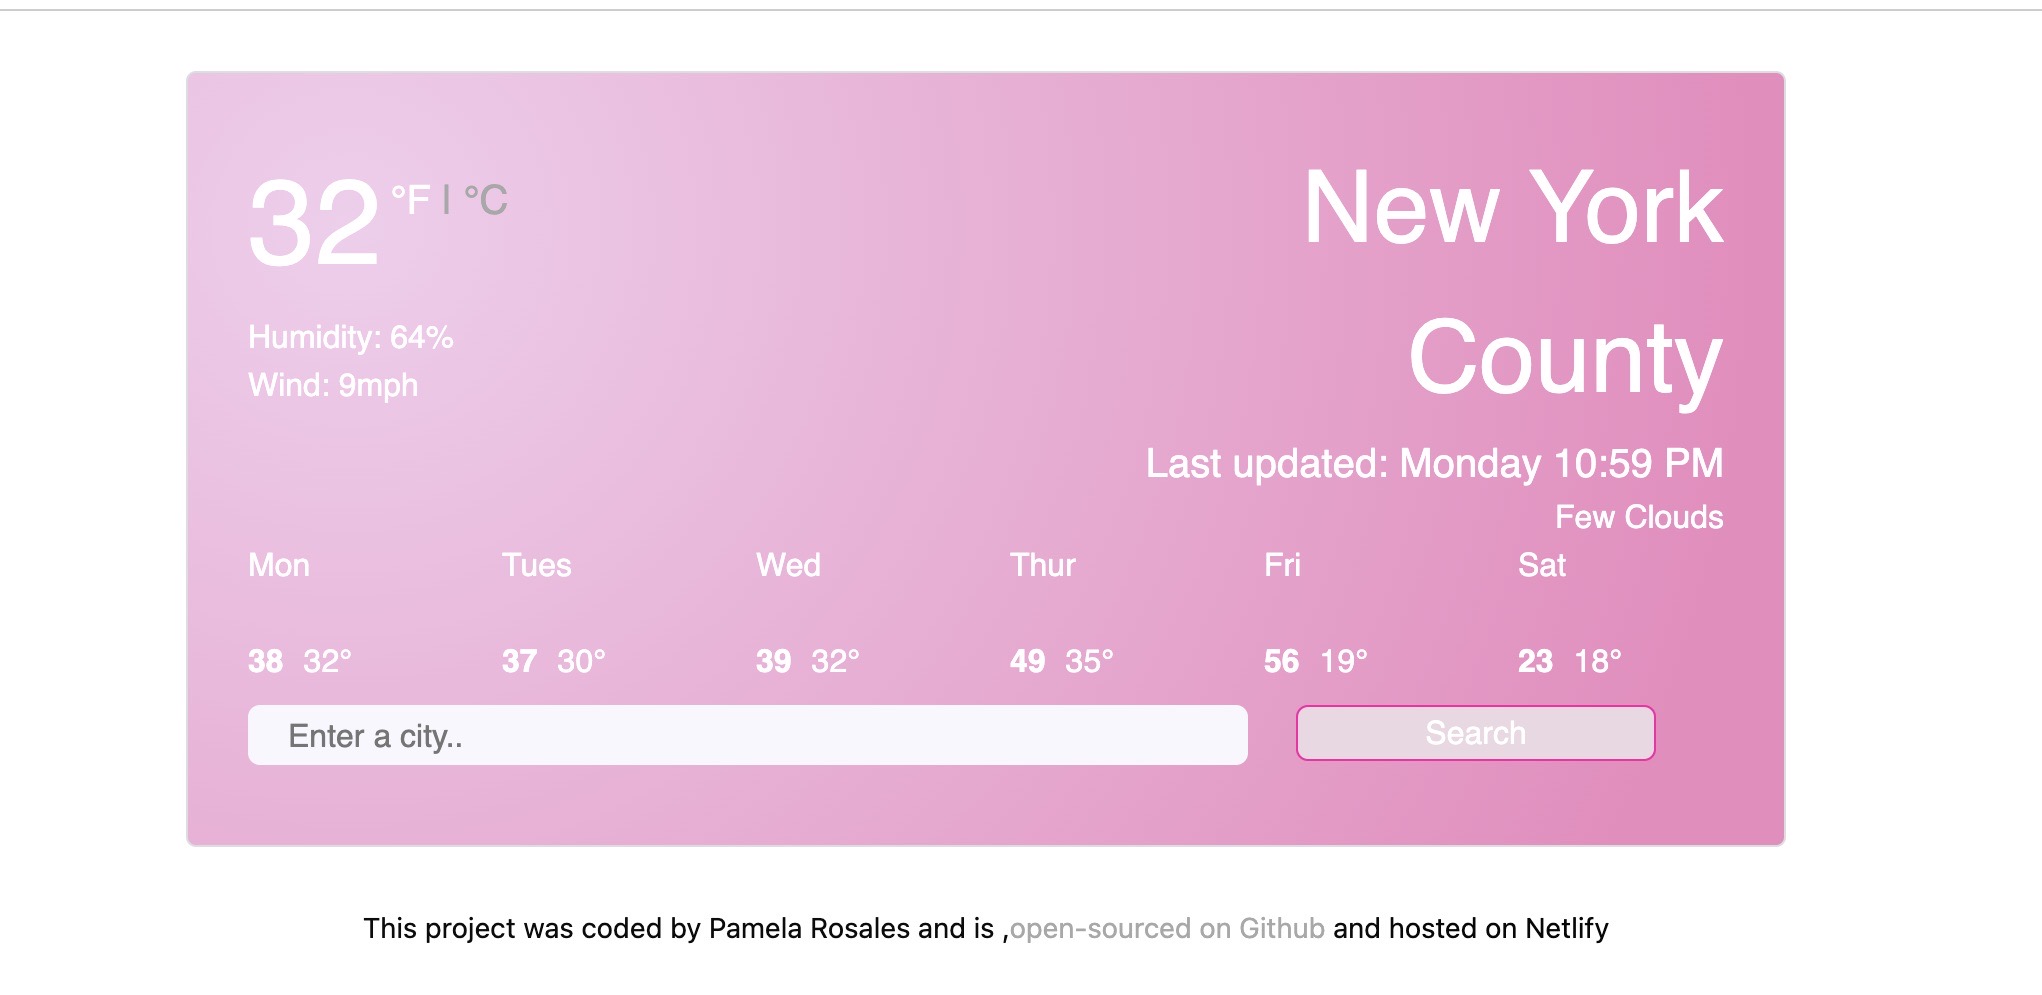 32 °F | °C
Humidity: 64%
Wind: 9mph
New York
County
Last updated: Monday 10:59 PM
Few Clouds
Mon Tues Wed Thur Fri Sat
38 32° 37 30° 39 32° 49 35° 56 19° 23 18°
Enter a city.. Search
This project was coded by Pamela Rosales and is ,open-sourced on Github and hosted on Netlify